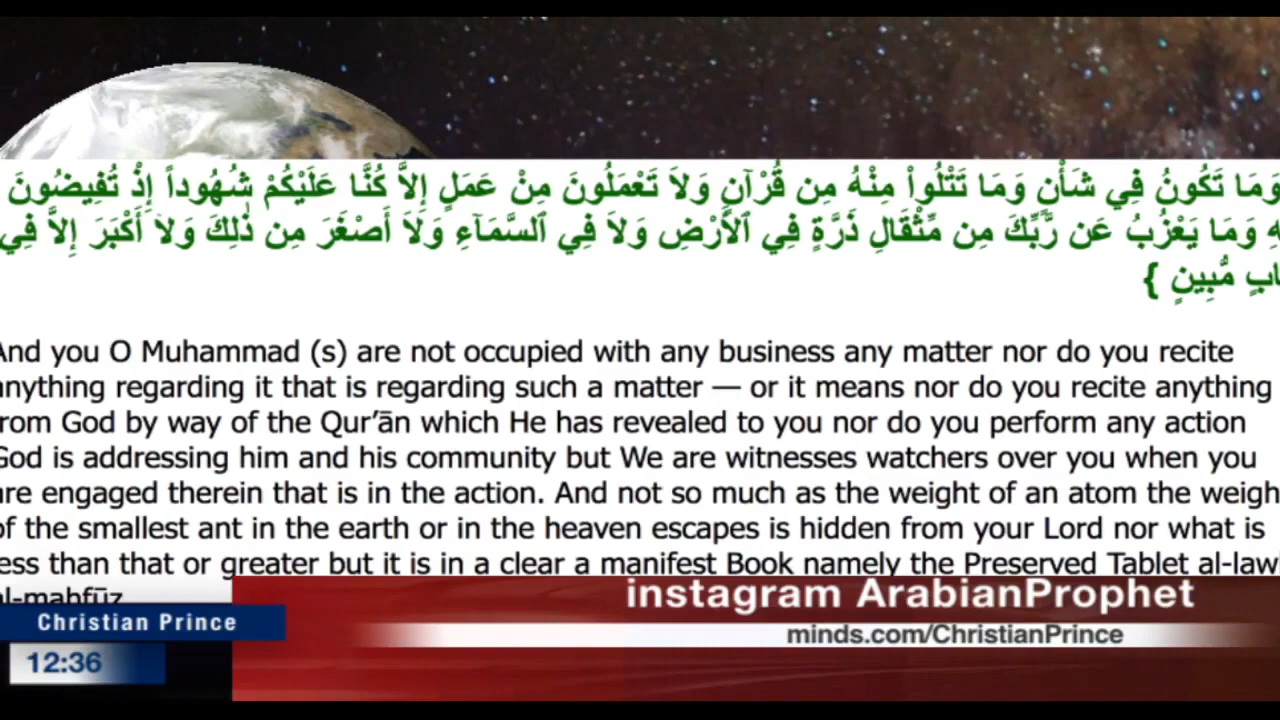 وَمَا تَكُونُ فِي شَأْنٍ وَمَا تَتْلُواْ مِنْهُ مِن قُرْآنٍ وَلاَ تَعْمَلُونَ مِنْ عَمَلٍ إِلاَّ كُنَّا عَلَيْكُمْ شُهُوداً إِذْ تُفِيضُونَ
وَمَا يَعْزُبُ عَن رَّبِّكَ مِن مِّثْقَالِ ذَرَّةٍ فِي ٱلأَرْضِ وَلاَ فِي ٱلسَّمَآءِ وَلاَ أَصْغَرَ مِن ذٰلِكَ وَلاۤ أَكْبَرَ إِلاَّ فِي
مُّبِينٍ }
And you O Muhammad (s) are not occupied with any business any matter nor do you recite
anything regarding it that is regarding such a matter — or it means nor do you recite anything
from God by way of the Qur’ān which He has revealed to you nor do you perform any action
God is addressing him and his community but We are witnesses watchers over you when you
are engaged therein that is in the action. And not so much as the weight of an atom the weigh
of the smallest ant in the earth or in the heaven escapes is hidden from your Lord nor what is
less than that or greater but it is in a clear a manifest Book namely the Preserved Tablet al-law
al-mahfūz
instagram ArabianProphet
Christian Prince
minds.com/ChristianPrince
12:36